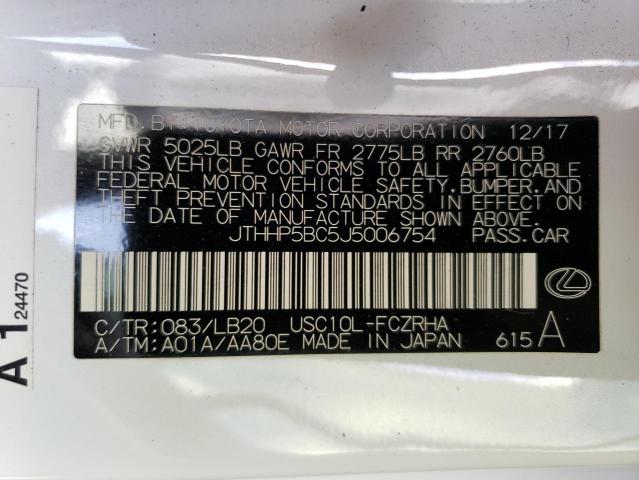 MFD. BY TOYOTA MOTOR CORPORATION 12/17
GVWR 5025LB GAWR FR 2775LB RR 2760LB
THIS VEHICLE CONFORMS TO ALL APPLICABLE
FEDERAL MOTOR VEHICLE SAFETY, BUMPER, AND
THEFT PREVENTION STANDARDS IN EFFECT ON
THE DATE OF MANUFACTURE SHOWN ABOVE.
JTHHP5BC5J5006754 PASS.CAR
C/TR:083/LB20 USC10L-FCZRHA
A/TM:A01A/AA80E MADE IN JAPAN 615A
A1
24470